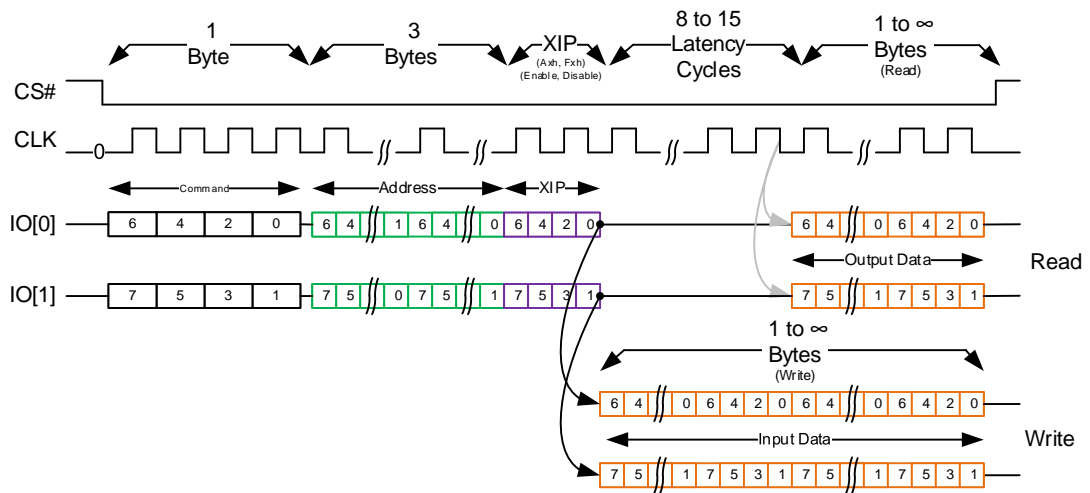 1
Byte
3
Bytes
XIP
(Axh, Fxh)
(Enable, Disable)
8 to 15
Latency
Cycles
1 to ∞
Bytes
(Read)
CS#
CLK
0
Command
Address
XIP
IO[0]
6 4 2 0 6 4 1 6 4 0 6 4 2 0 6 4 0 6 4 2 0
Output Data
Read
IO[1]
7 5 3 1 7 5 0 7 5 1 7 5 3 1 7 5 1 7 5 3 1
1 to ∞
Bytes
(Write)
6 4 0 6 4 2 0 6 4 0 6 4 2 0
Input Data
Write
7 5 1 7 5 3 1 7 5 1 7 5 3 1